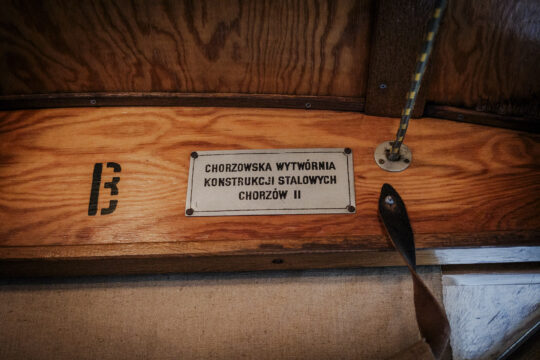 B
CHORZOWSKA WYTWÓRNIA
KONSTRUKCJI STALOWYCH
CHORZÓW II